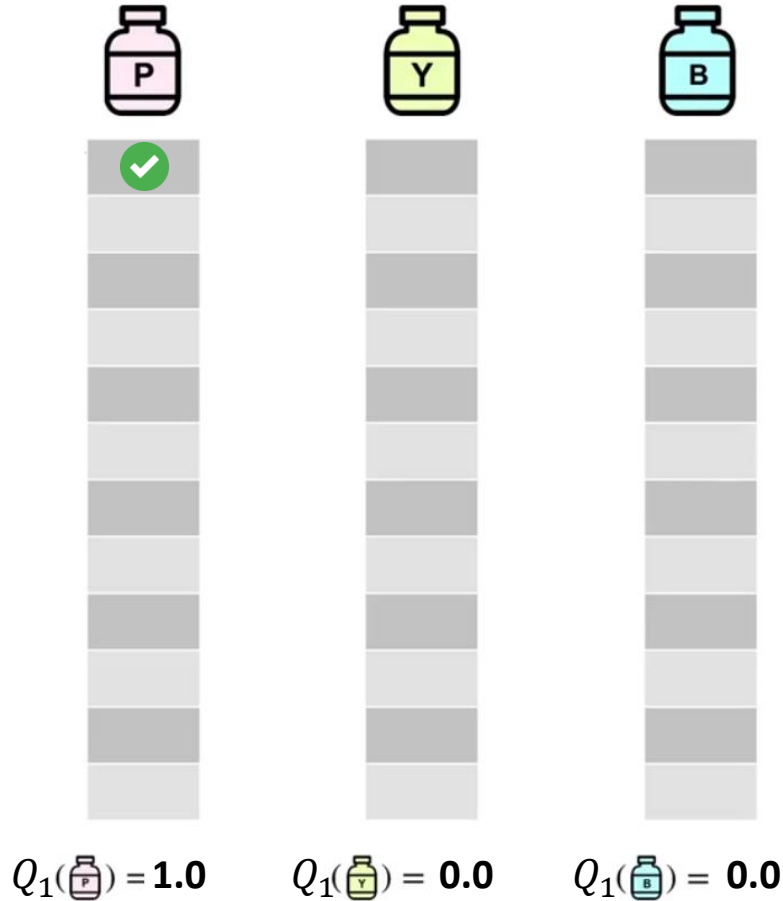 P Y B
Q₁(P) = 1.0 Q₁(Y) = 0.0 Q₁(B) = 0.0